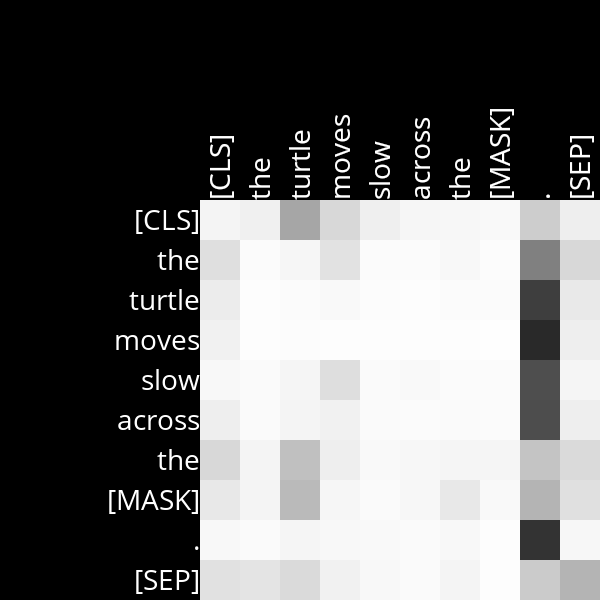 [CLS] the turtle moves slow across the [MASK] . [SEP]
[CLS]
the
turtle
moves
slow
across
the
[MASK]
.
[SEP]